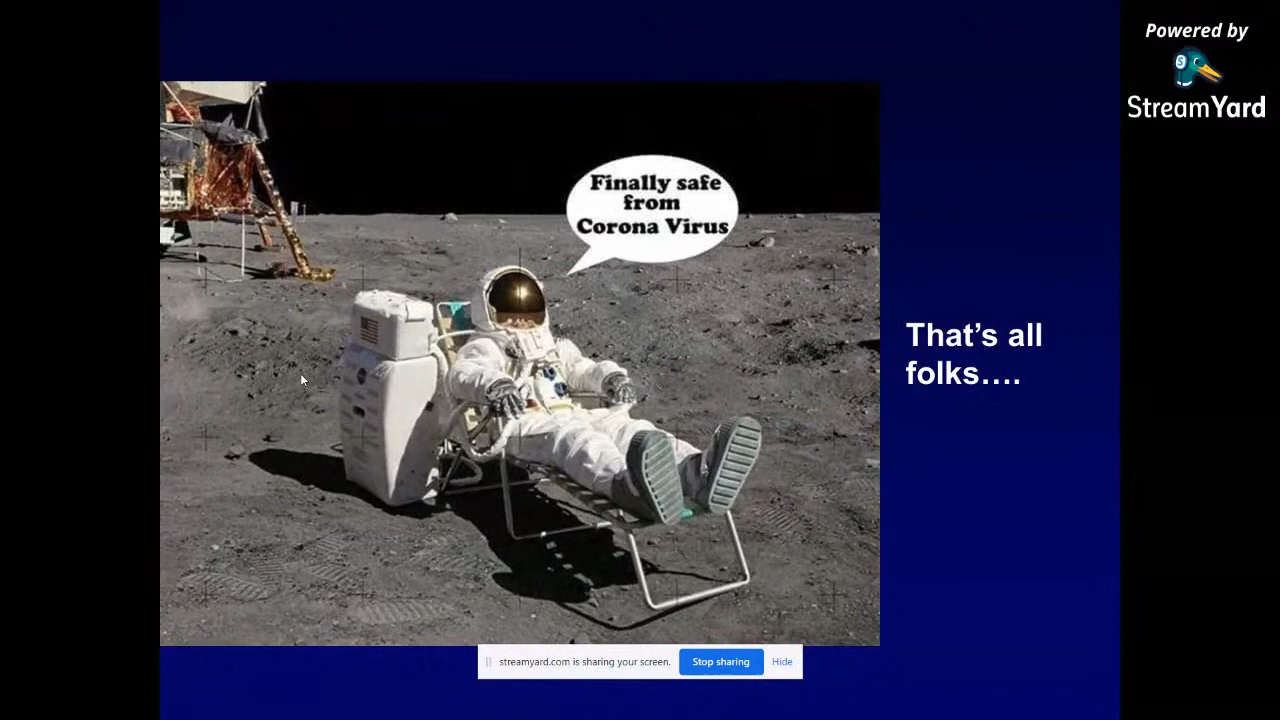 Powered by
StreamYard
Finally safe
from
Corona Virus
That's all
folks….
streamyard.com is sharing your screen.
Stop sharing
Hide